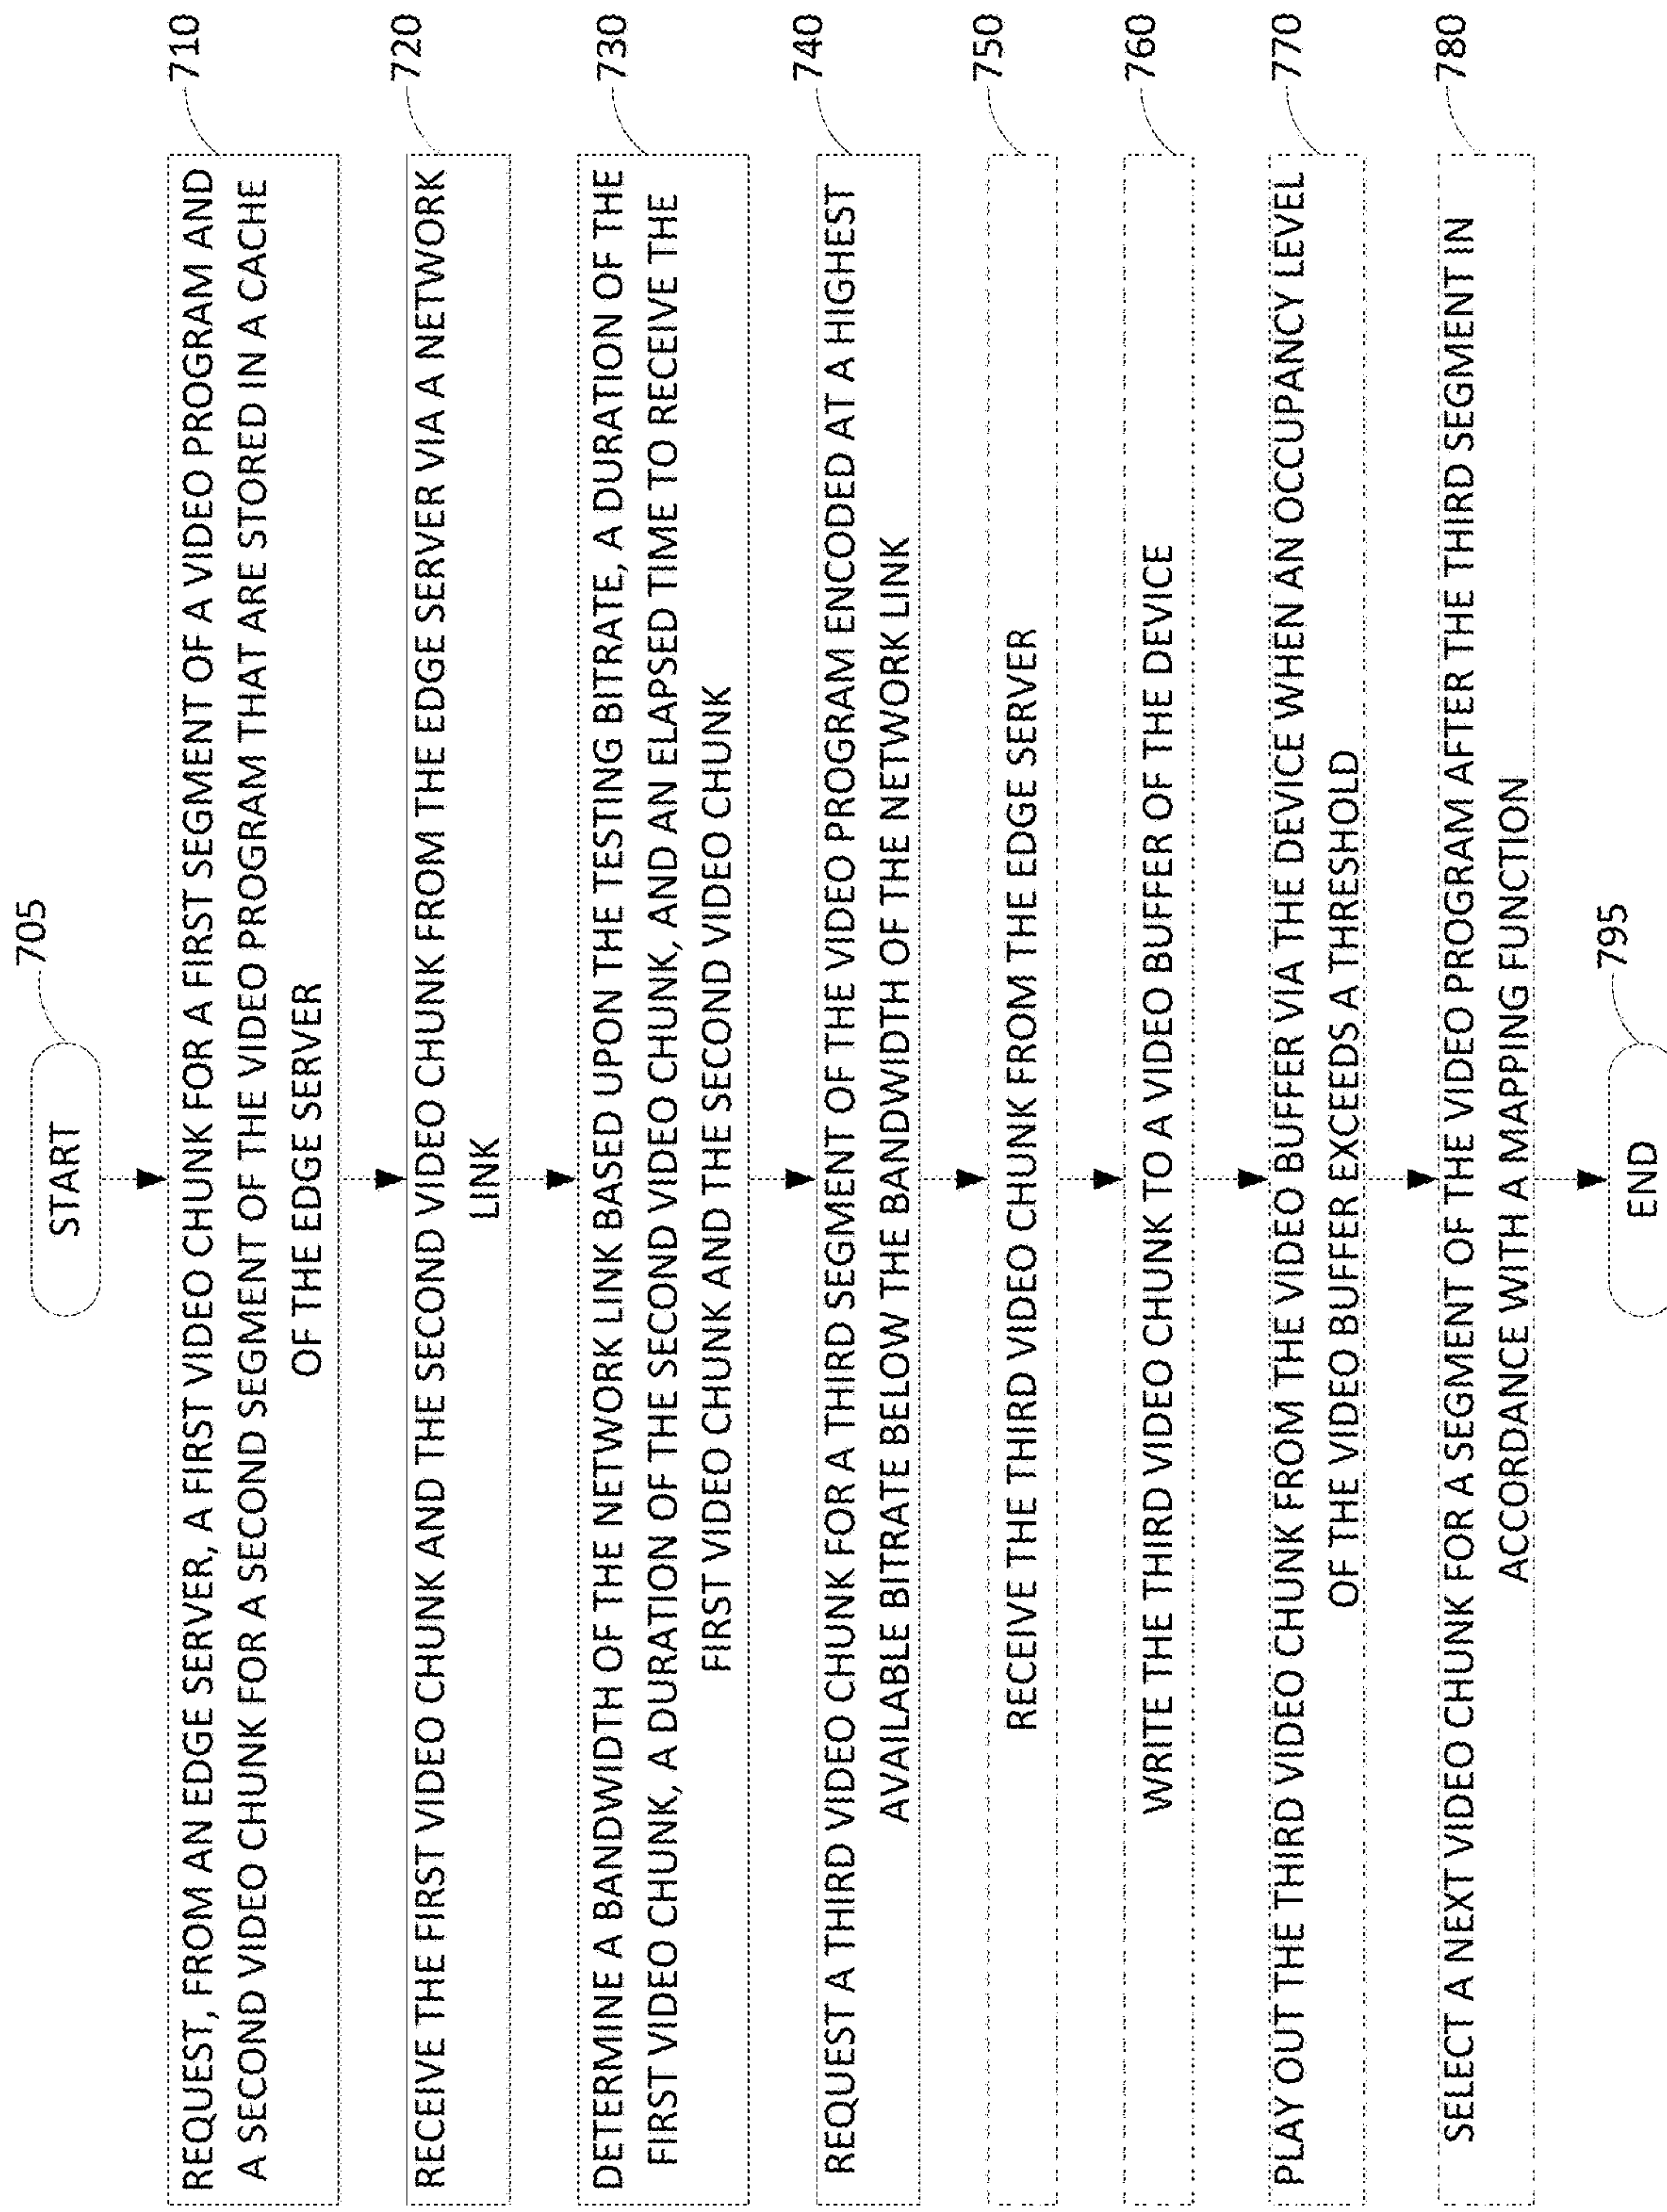 705
START
REQUEST, FROM AN EDGE SERVER, A FIRST VIDEO CHUNK FOR A FIRST SEGMENT OF A VIDEO PROGRAM AND
A SECOND VIDEO CHUNK FOR A SECOND SEGMENT OF THE VIDEO PROGRAM THAT ARE STORED IN A CACHE
OF THE EDGE SERVER
710
RECEIVE THE FIRST VIDEO CHUNK AND THE SECOND VIDEO CHUNK FROM THE EDGE SERVER VIA A NETWORK
LINK
720
DETERMINE A BANDWIDTH OF THE NETWORK LINK BASED UPON THE TESTING BITRATE, A DURATION OF THE
FIRST VIDEO CHUNK, A DURATION OF THE SECOND VIDEO CHUNK, AND AN ELAPSED TIME TO RECEIVE THE
FIRST VIDEO CHUNK AND THE SECOND VIDEO CHUNK
730
REQUEST A THIRD VIDEO CHUNK FOR A THIRD SEGMENT OF THE VIDEO PROGRAM ENCODED AT A HIGHEST
AVAILABLE BITRATE BELOW THE BANDWIDTH OF THE NETWORK LINK
740
RECEIVE THE THIRD VIDEO CHUNK FROM THE EDGE SERVER
750
WRITE THE THIRD VIDEO CHUNK TO A VIDEO BUFFER OF THE DEVICE
760
PLAY OUT THE THIRD VIDEO CHUNK FROM THE VIDEO BUFFER VIA THE DEVICE WHEN AN OCCUPANCY LEVEL
OF THE VIDEO BUFFER EXCEEDS A THRESHOLD
770
SELECT A NEXT VIDEO CHUNK FOR A SEGMENT OF THE VIDEO PROGRAM AFTER THE THIRD SEGMENT IN
ACCORDANCE WITH A MAPPING FUNCTION
780
795
END